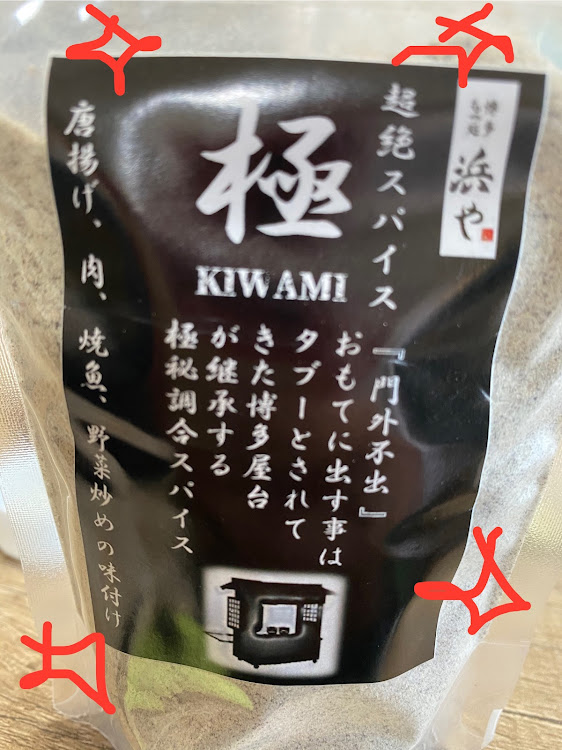 博多
もつ処
浜や
超絶スパイス
極
KIWAMI
『門外不出』
おもてに出す事は
タブーとされて
きた博多屋台
が継承する
極秘調合スパイス
唐揚げ、肉、焼魚、野菜炒めの味付け